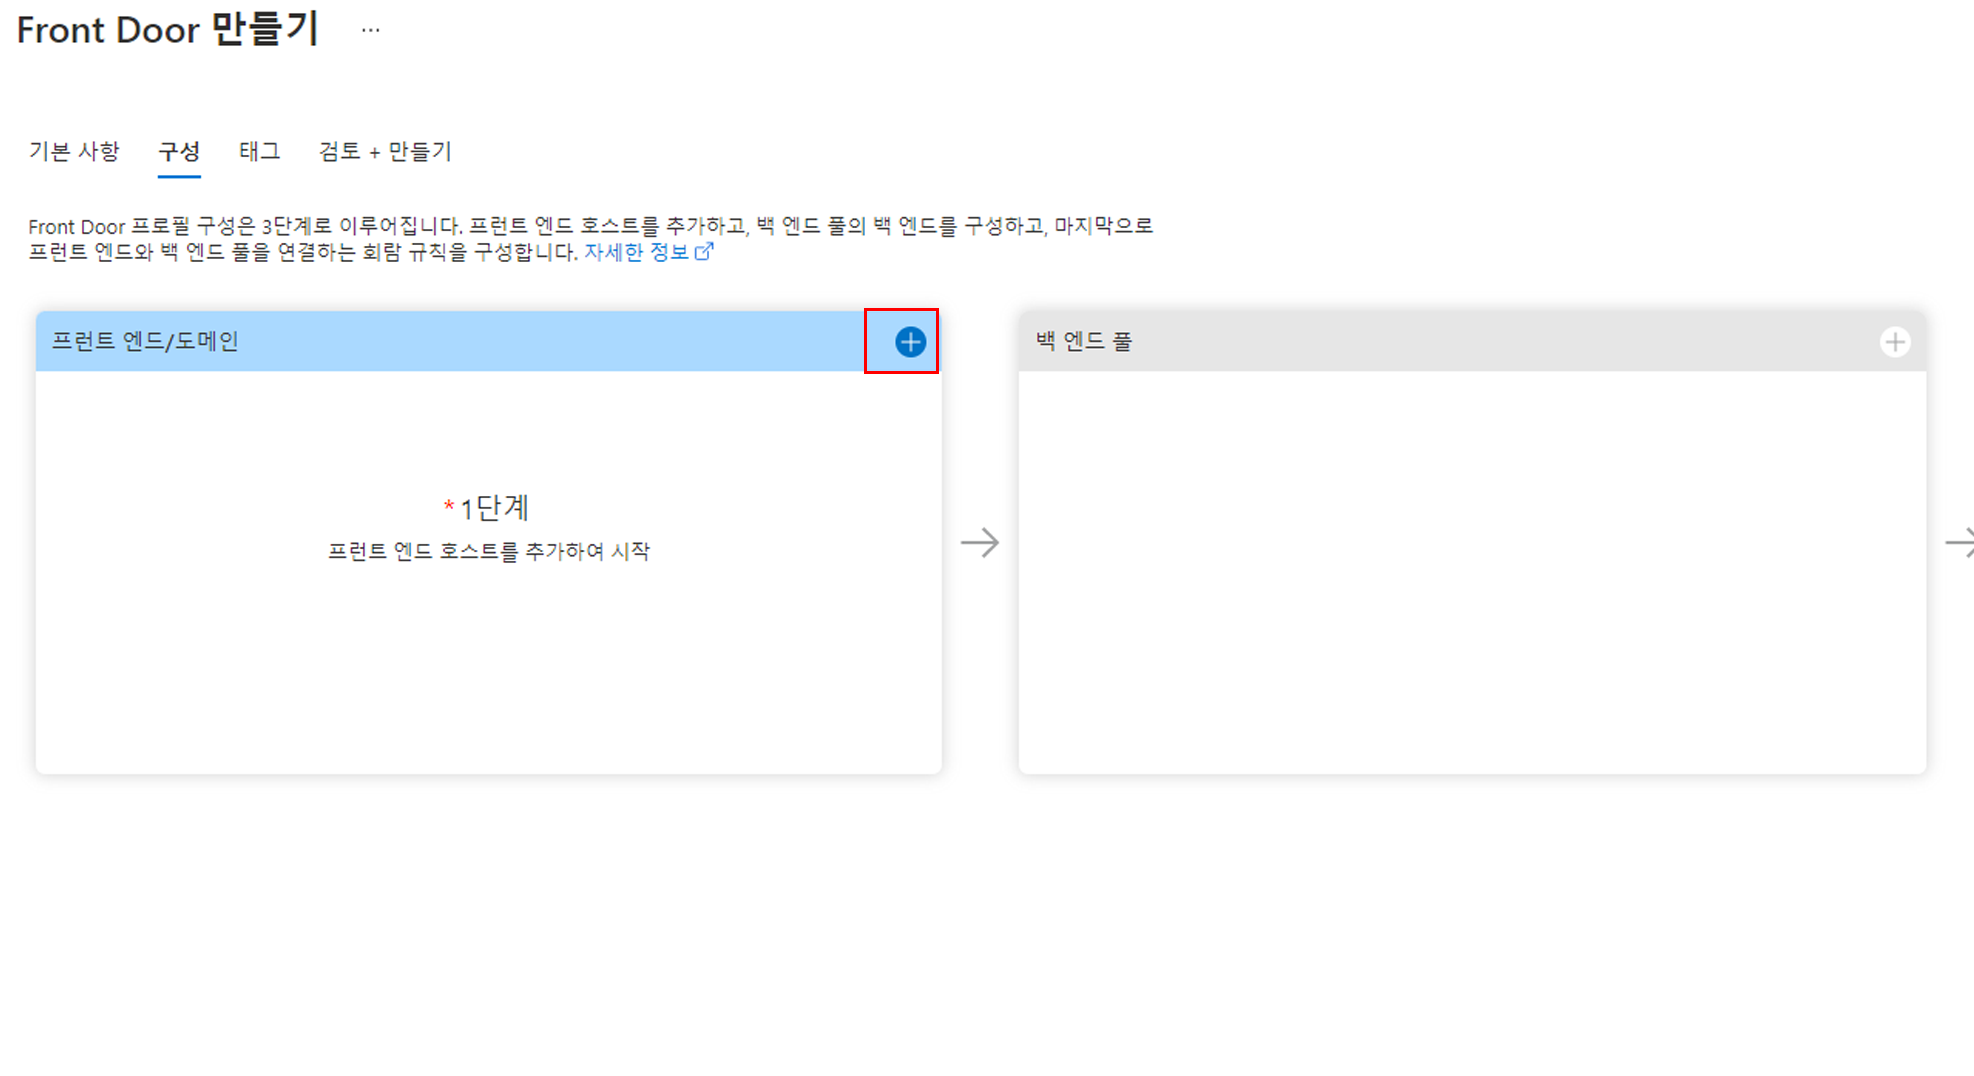 Front Door 만들기 ...
기본 사항 구성 태그 검토 + 만들기
Front Door 프로필 구성은 3단계로 이루어집니다. 프런트 엔드 호스트를 추가하고, 백 엔드 풀의 백 엔드를 구성하고, 마지막으로
프런트 엔드와 백 엔드 풀을 연결하는 회람 규칙을 구성합니다. 자세한 정보
프런트 엔드/도메인
* 1단계
프런트 엔드 호스트를 추가하여 시작
백 엔드 풀